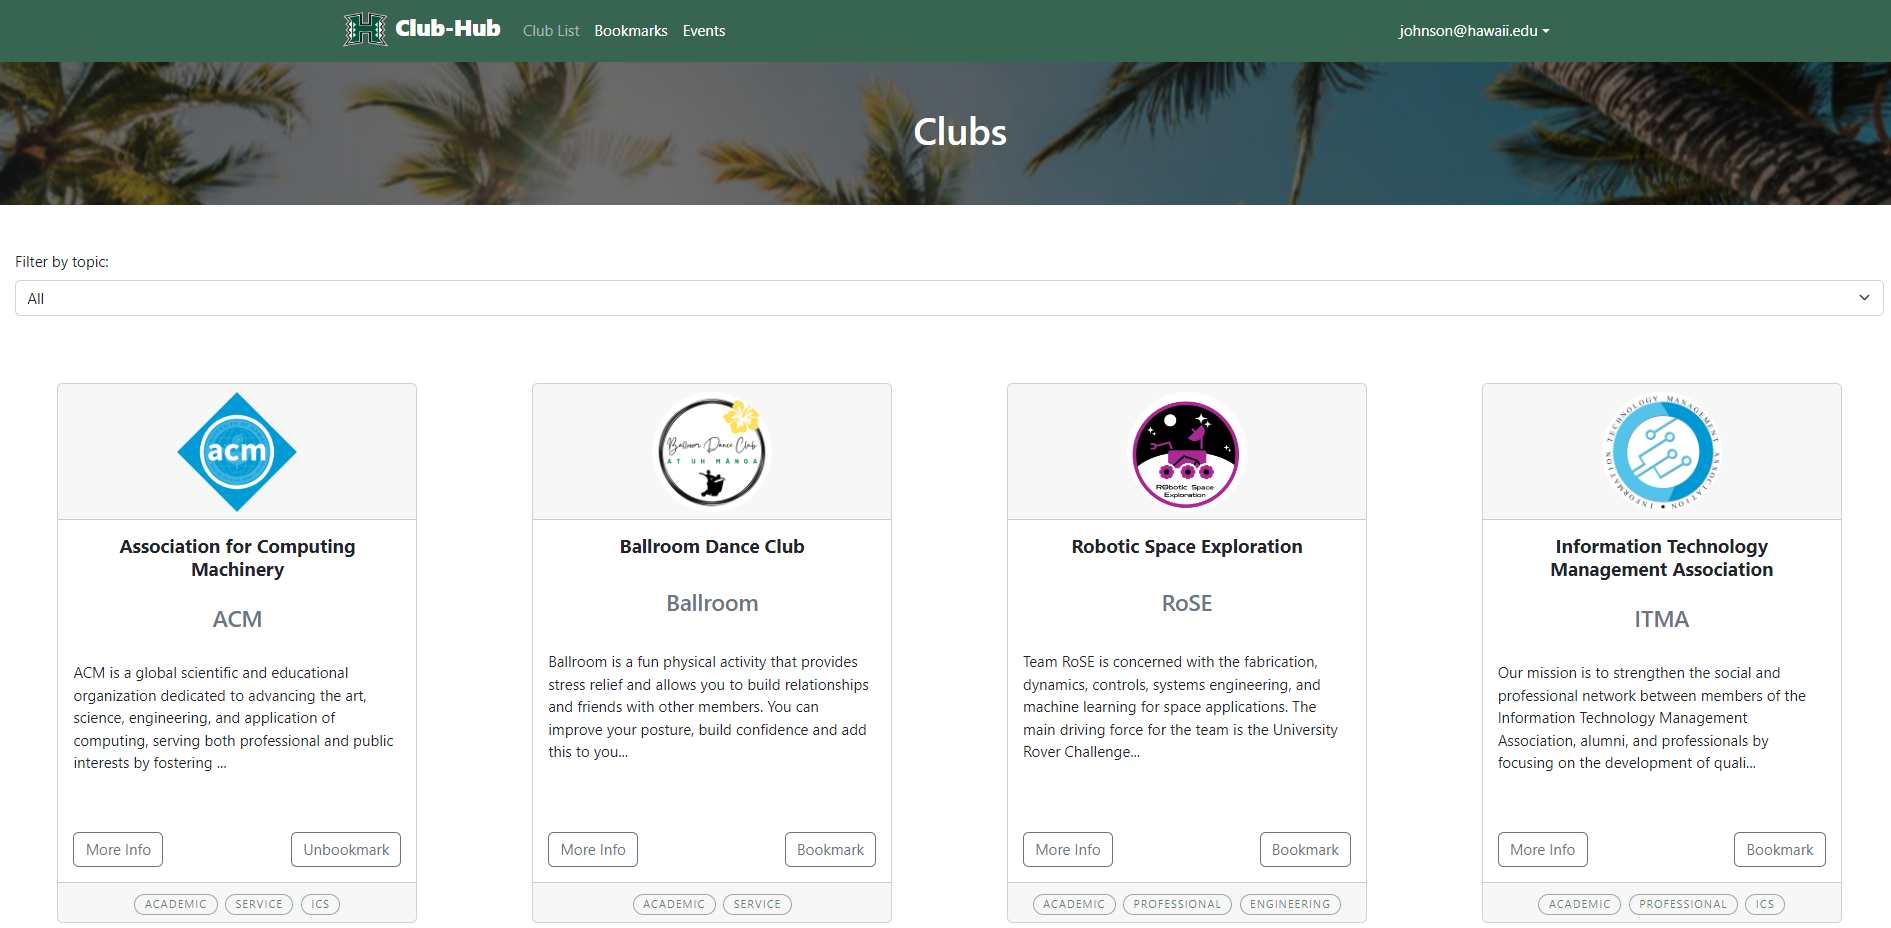 Club-Hub Club List Bookmarks Events johnson@hawaii.edu
Clubs
Filter by topic:
All
acm
Association for Computing
Machinery
ACM
ACM is a global scientific and educational
organization dedicated to advancing the art,
science, engineering, and application of
computing, serving both professional and public
interests by fostering ...
More Info Unbookmark
ACADEMIC SERVICE ICS
Ballroom Dance Club
AT UH MĀNOA
Ballroom Dance Club
Ballroom
Ballroom is a fun physical activity that provides
stress relief and allows you to build relationships
and friends with other members. You can
improve your posture, build confidence and add
this to you...
More Info Bookmark
ACADEMIC SERVICE
RObotic Space
Exploration
Robotic Space Exploration
RoSE
Team RoSE is concerned with the fabrication,
dynamics, controls, systems engineering, and
machine learning for space applications. The
main driving force for the team is the University
Rover Challenge...
More Info Bookmark
ACADEMIC PROFESSIONAL ENGINEERING
INFORMATION TECHNOLOGY MANAGEMENT ASSOCIATION
Information Technology
Management Association
ITMA
Our mission is to strengthen the social and
professional network between members of the
Information Technology Management
Association, alumni, and professionals by
focusing on the development of quali...
More Info Bookmark
ACADEMIC PROFESSIONAL ICS